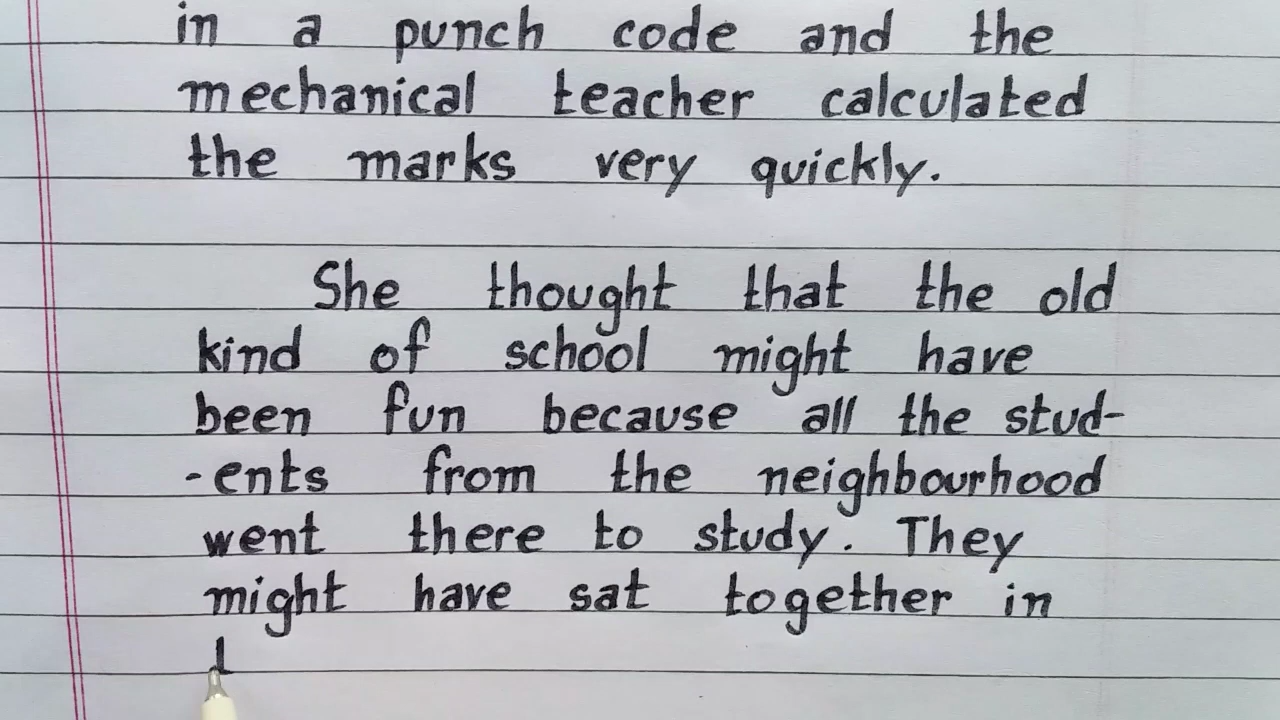 in a punch code and the
mechanical teacher calculated
the marks very quickly.
She thought that the old
kind of school might have
been fun because all the stud-
-ents from the neighbourhood
went there to study. They
might have sat together in